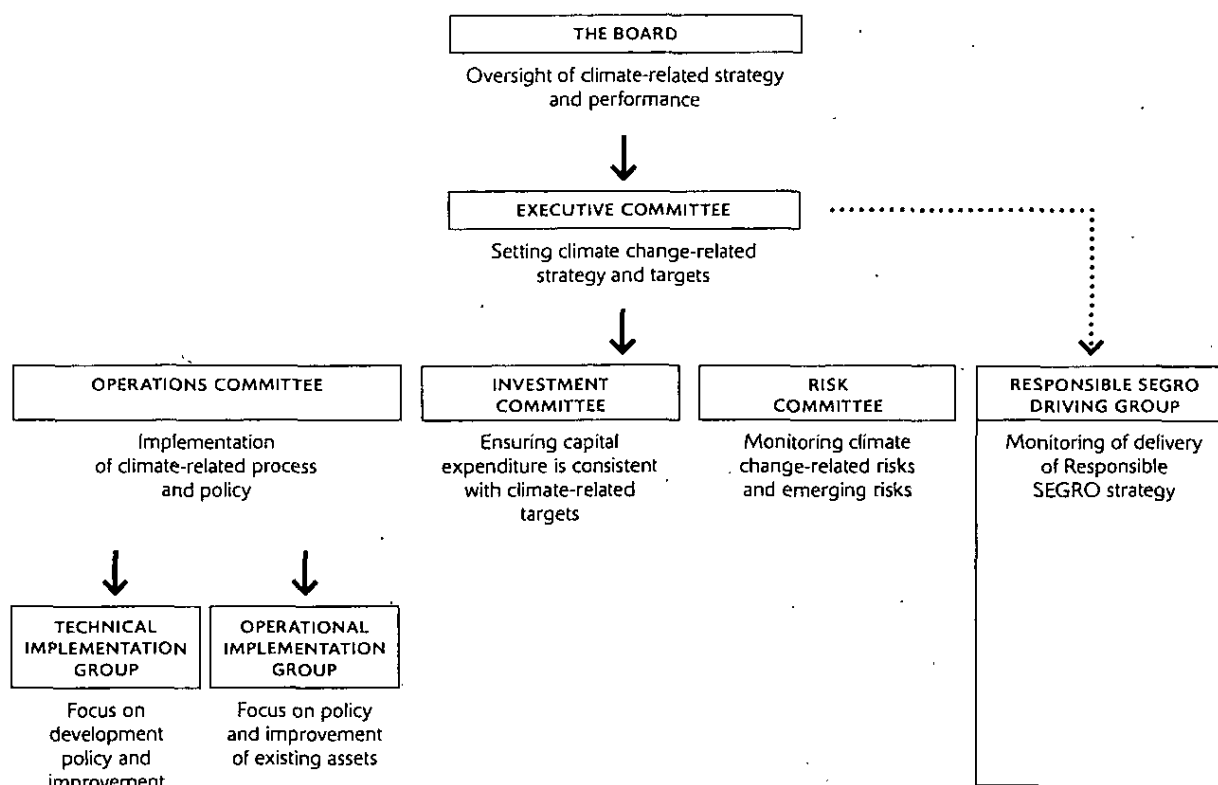 THE BOARD
Oversight of climate-related strategy
and performance
EXECUTIVE COMMITTEE
Setting climate change-related
strategy and targets
OPERATIONS COMMITTEE
Implementation
of climate-related process
and policy
INVESTMENT
COMMITTEE
Ensuring capital
expenditure is consistent
with climate-related
targets
RISK
COMMITTEE
Monitoring climate
change-related risks
and emerging risks
RESPONSIBLE SEGRO
DRIVING GROUP
Monitoring of delivery
of Responsible
SEGRO strategy
TECHNICAL
IMPLEMENTATION
GROUP
Focus on
development
policy and
improvement
OPERATIONAL
IMPLEMENTATION
GROUP
Focus on policy
and improvement
of existing assets